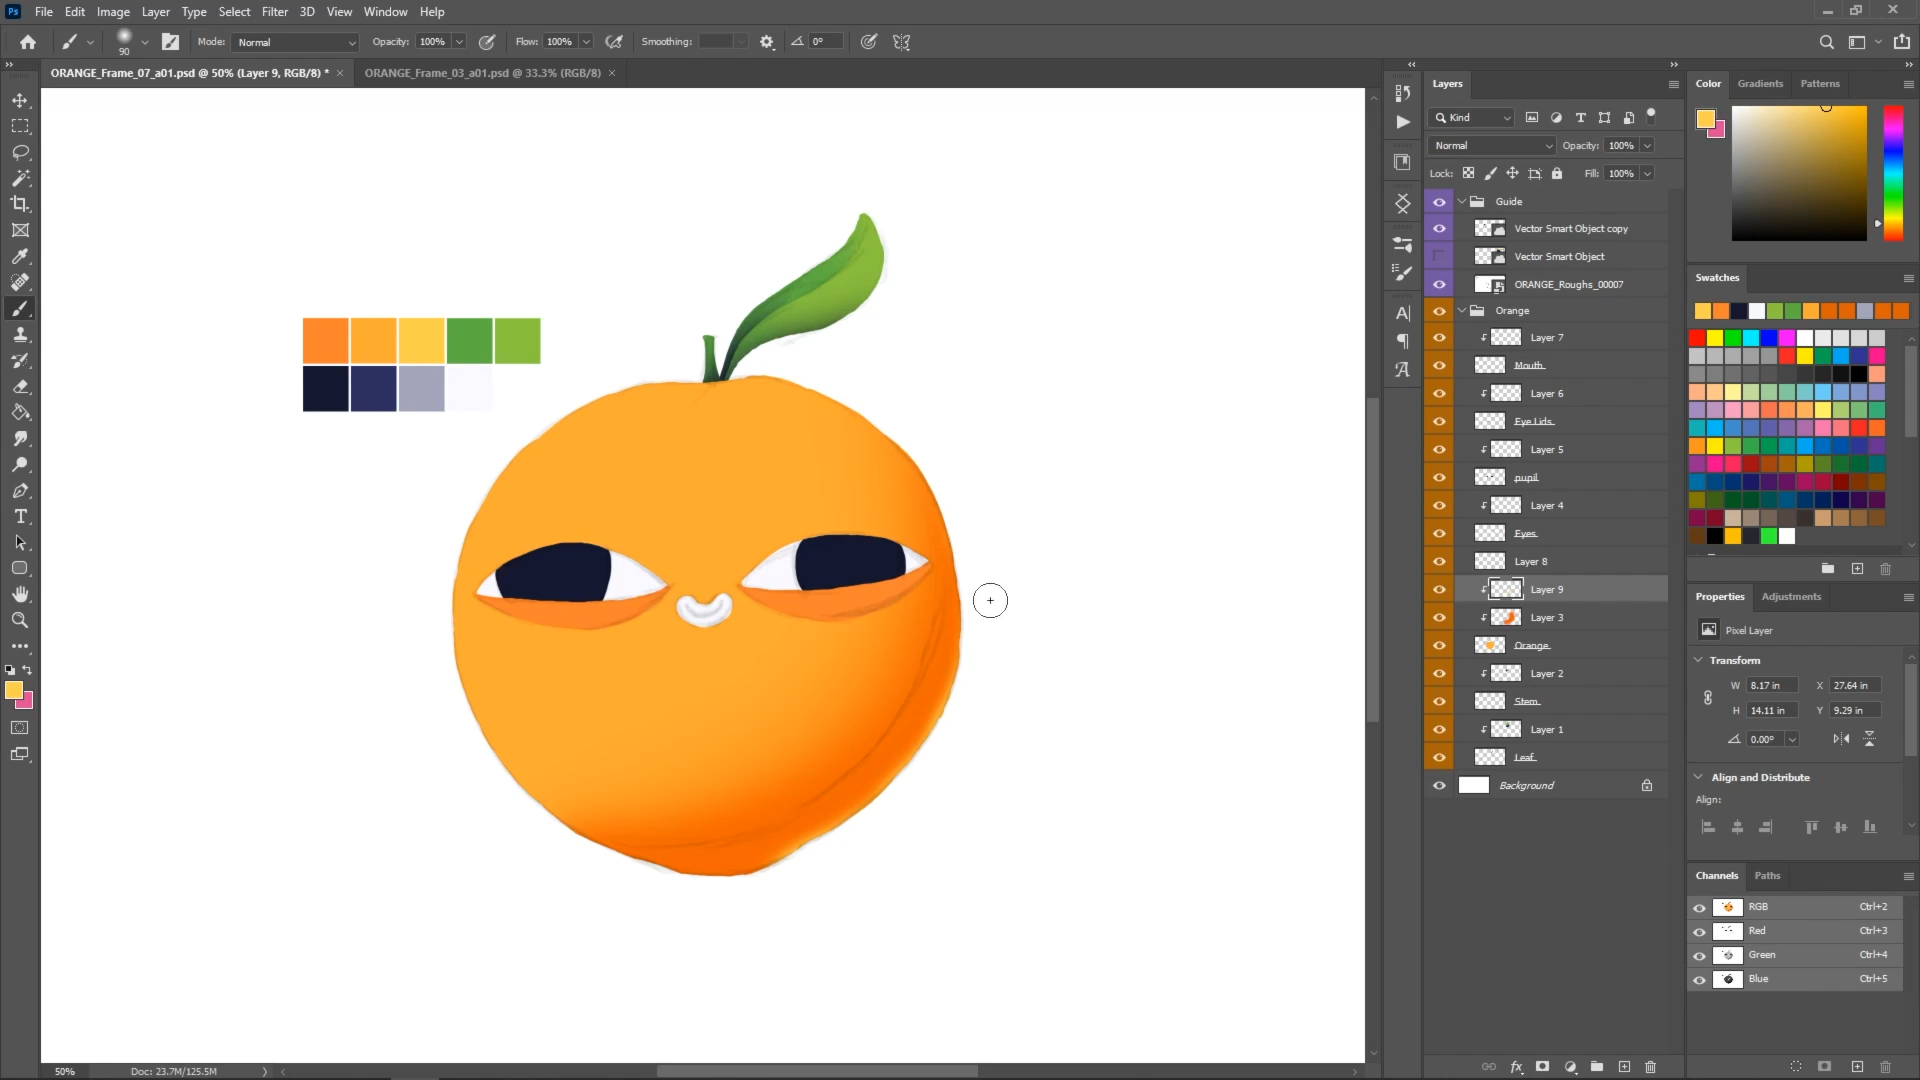 Ps File Edit Image Layer Type Select Filter 3D View Window Help
90 Mode: Normal Opacity: 100% Flow: 100% Smoothing: 0°
ORANGE_Frame_07_a01.psd @ 50% (Layer 9, RGB/8) * × ORANGE_Frame_03_a01.psd @ 33.3% (RGB/8) ×
Layers
Kind
Normal Opacity: 100%
Lock: Fill: 100%
Guide
Vector Smart Object copy
Vector Smart Object
ORANGE_Roughs_00007
Orange
Layer 7
Mouth
Layer 6
Eye Lids
Layer 5
pupil
Layer 4
Eyes
Layer 8
Layer 9
Layer 3
Orange
Layer 2
Stem
Layer 1
Leaf
Background
fx
Color Gradients Patterns
Swatches
Properties Adjustments
Pixel Layer
Transform
W 8.17 in X 27.64 in
H 14.11 in Y 9.29 in
0.00°
Align and Distribute
Align:
Channels Paths
RGB Ctrl+2
Red Ctrl+3
Green Ctrl+4
Blue Ctrl+5
50% Doc: 23.7M/125.5M